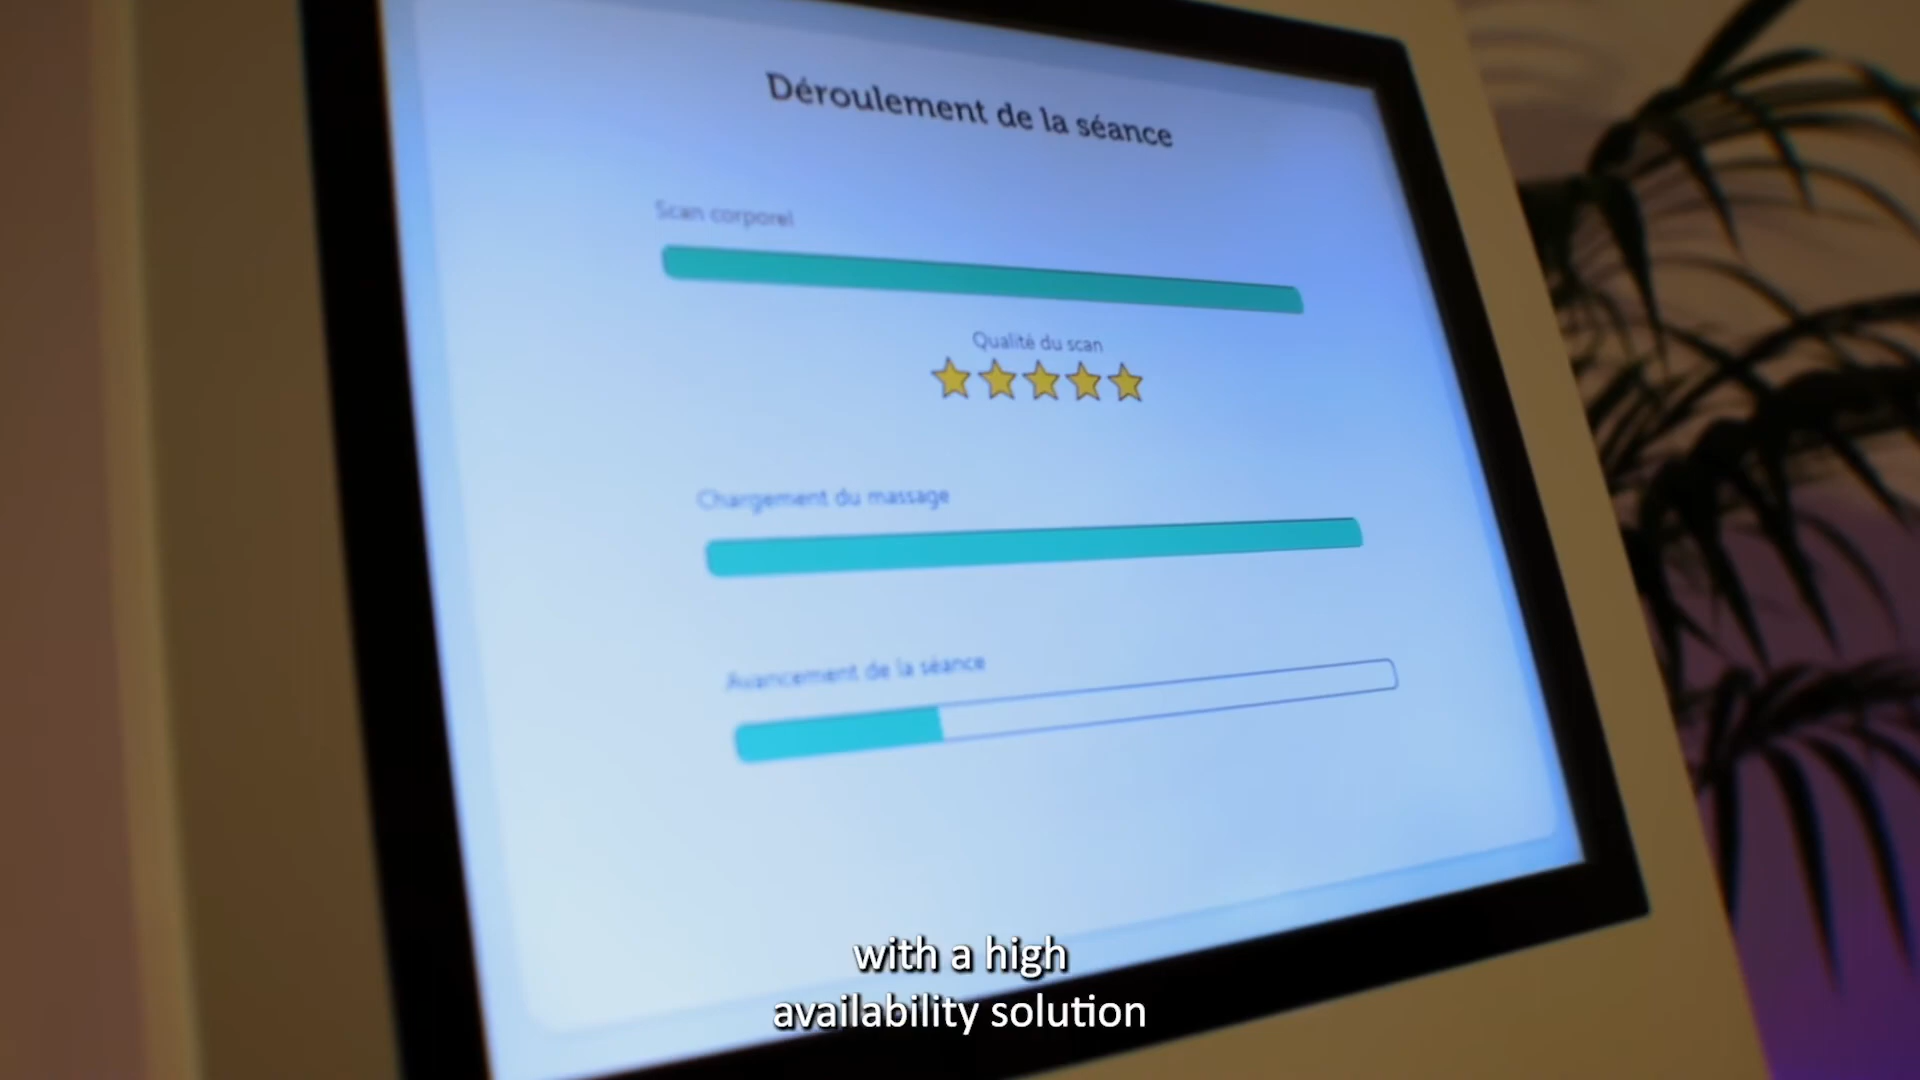 Déroulement de la séance
Scan corporel
Qualité du scan
Chargement du massage
Avancement de la séance
with a high
availability solution